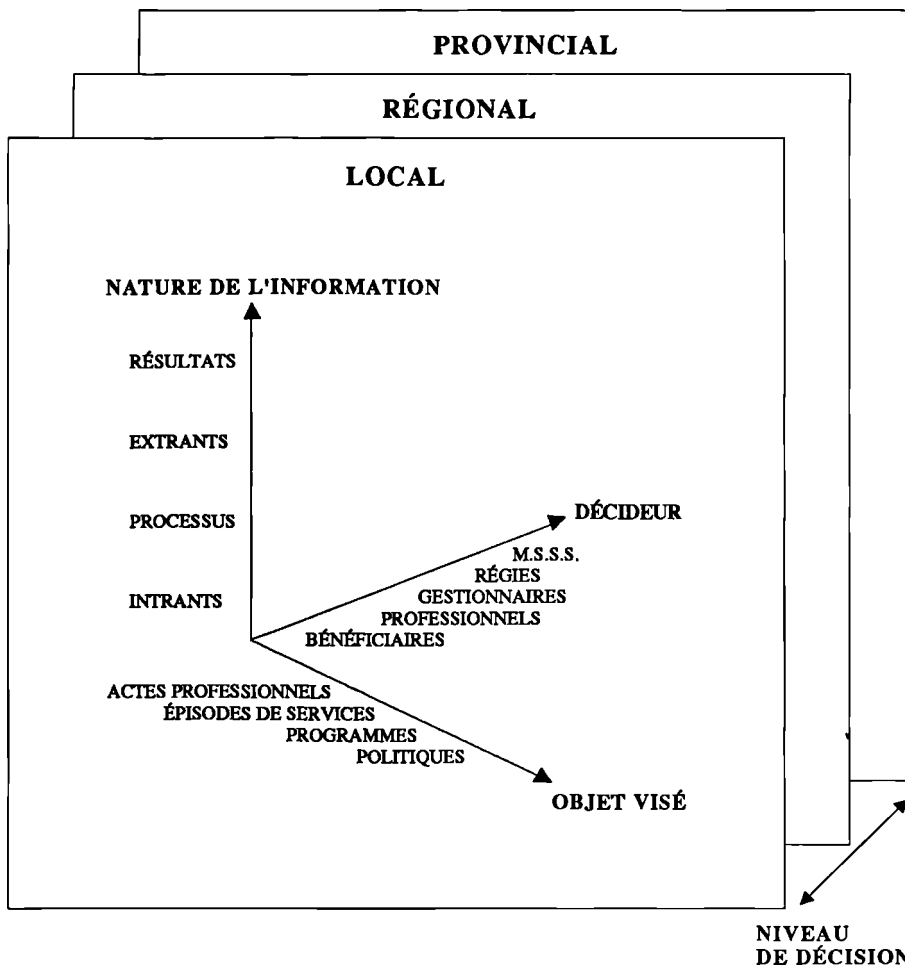 PROVINCIAL
RÉGIONAL
LOCAL
NATURE DE L'INFORMATION
RÉSULTATS
EXTRANTS
PROCESSUS
INTRANTS
DÉCIDEUR
M.S.S.S.
RÉGIES
GESTIONNAIRES
PROFESSIONNELS
BÉNÉFICIAIRES
ACTES PROFESSIONNELS
ÉPISODES DE SERVICES
PROGRAMMES
POLITIQUES
OBJET VISÉ
NIVEAU
DE DÉCISION